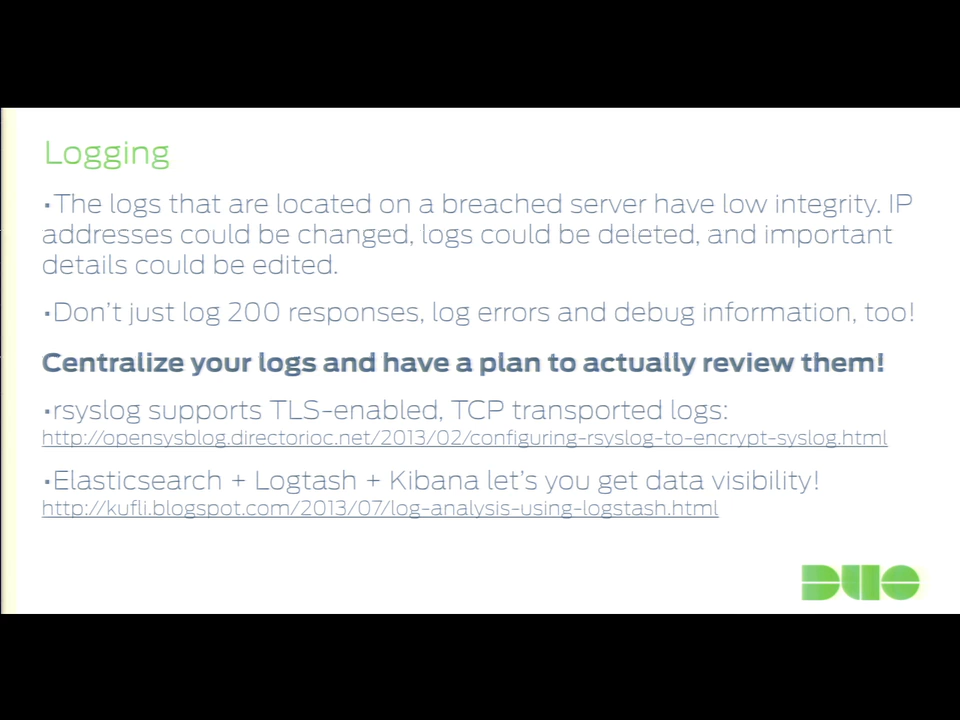 Logging
▪The logs that are located on a breached server have low integrity. IP
addresses could be changed, logs could be deleted, and important
details could be edited.
▪Don't just log 200 responses, log errors and debug information, too!
Centralize your logs and have a plan to actually review them!
▪rsyslog supports TLS-enabled, TCP transported logs:
http://opensysblog.directorioc.net/2013/02/configuring-rsyslog-to-encrypt-syslog.html
▪Elasticsearch + Logtash + Kibana let's you get data visibility!
http://kufli.blogspot.com/2013/07/log-analysis-using-logstash.html
DUO